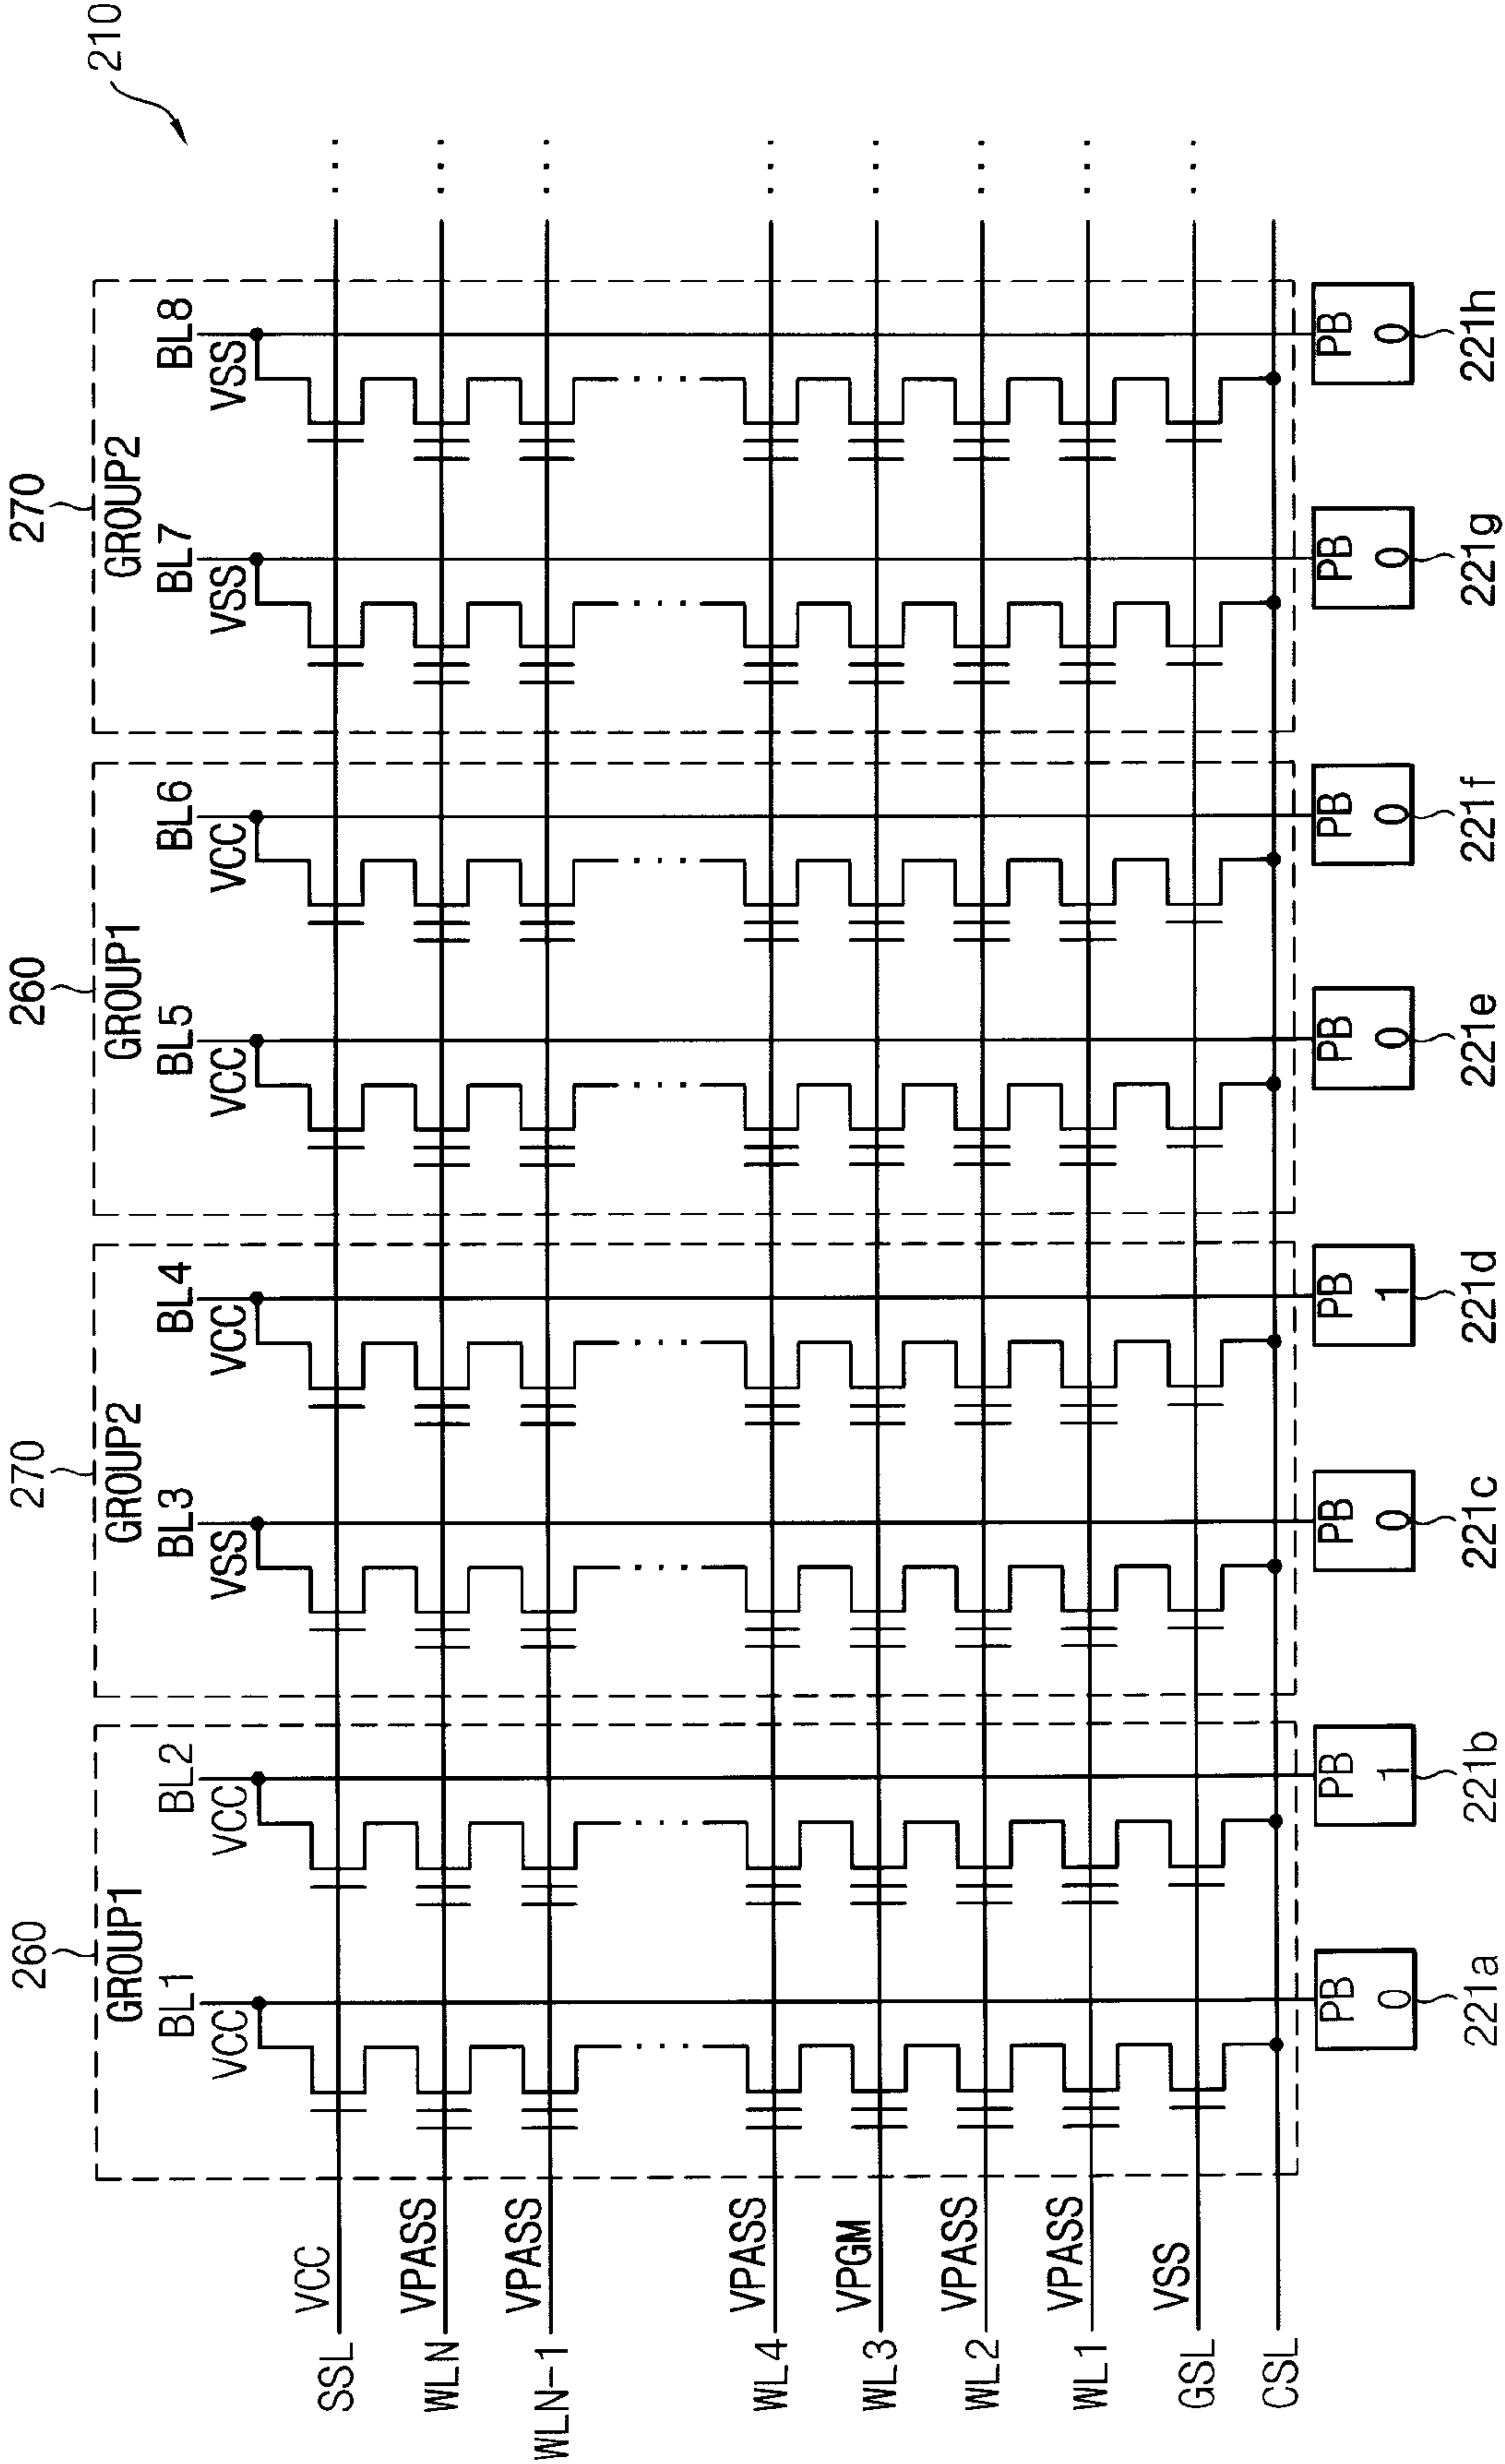 210
260 270 260 270
GROUP1 GROUP2 GROUP1 GROUP2
BL1 BL2 BL3 BL4 BL5 BL6 BL7 BL8
VCC VCC VSS VCC VCC VCC VSS VSS
SSL VCC
WLN VPASS
WLN-1 VPASS
WL4 VPASS
WL3 VPGM
WL2 VPASS
WL1 VPASS
GSL VSS
CSL
PB PB PB PB PB PB PB PB
0 1 0 1 0 0 0 0
221a 221b 221c 221d 221e 221f 221g 221h